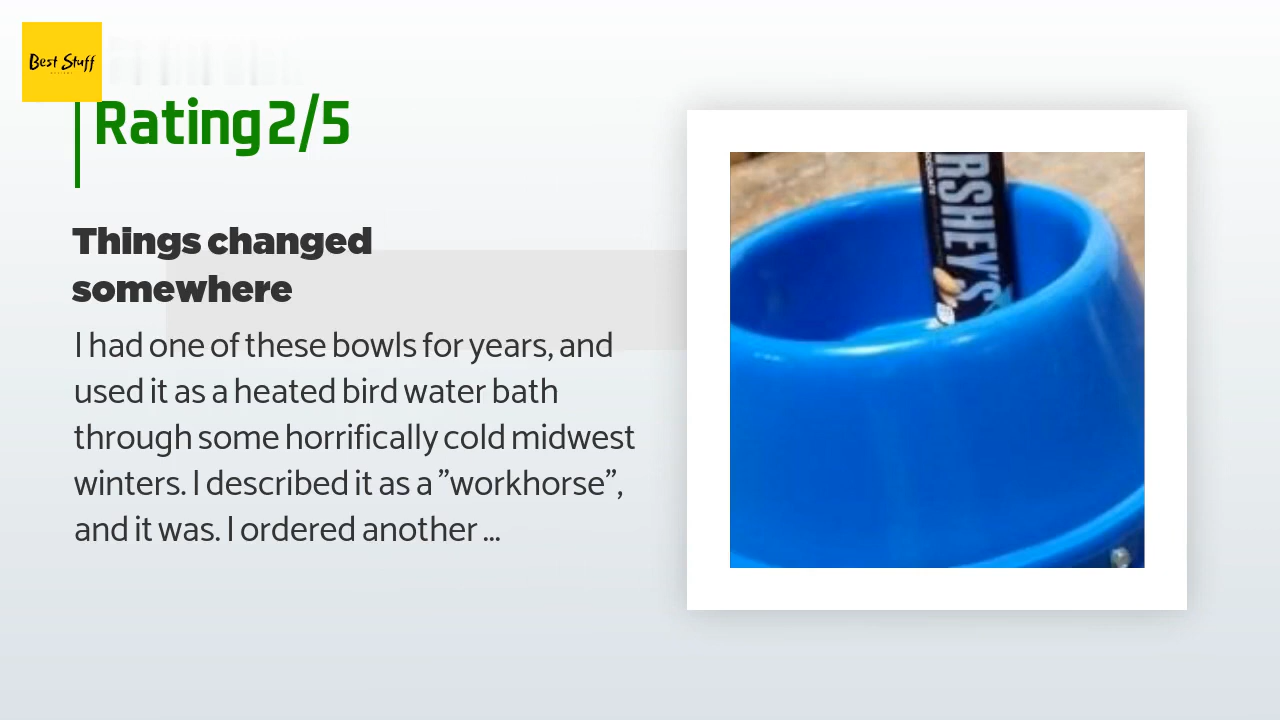 Best Stuff
Rating 2/5
Things changed
somewhere
I had one of these bowls for years, and
used it as a heated bird water bath
through some horrifically cold midwest
winters. I described it as a ”workhorse”,
and it was. I ordered another ...
RSHEY'S